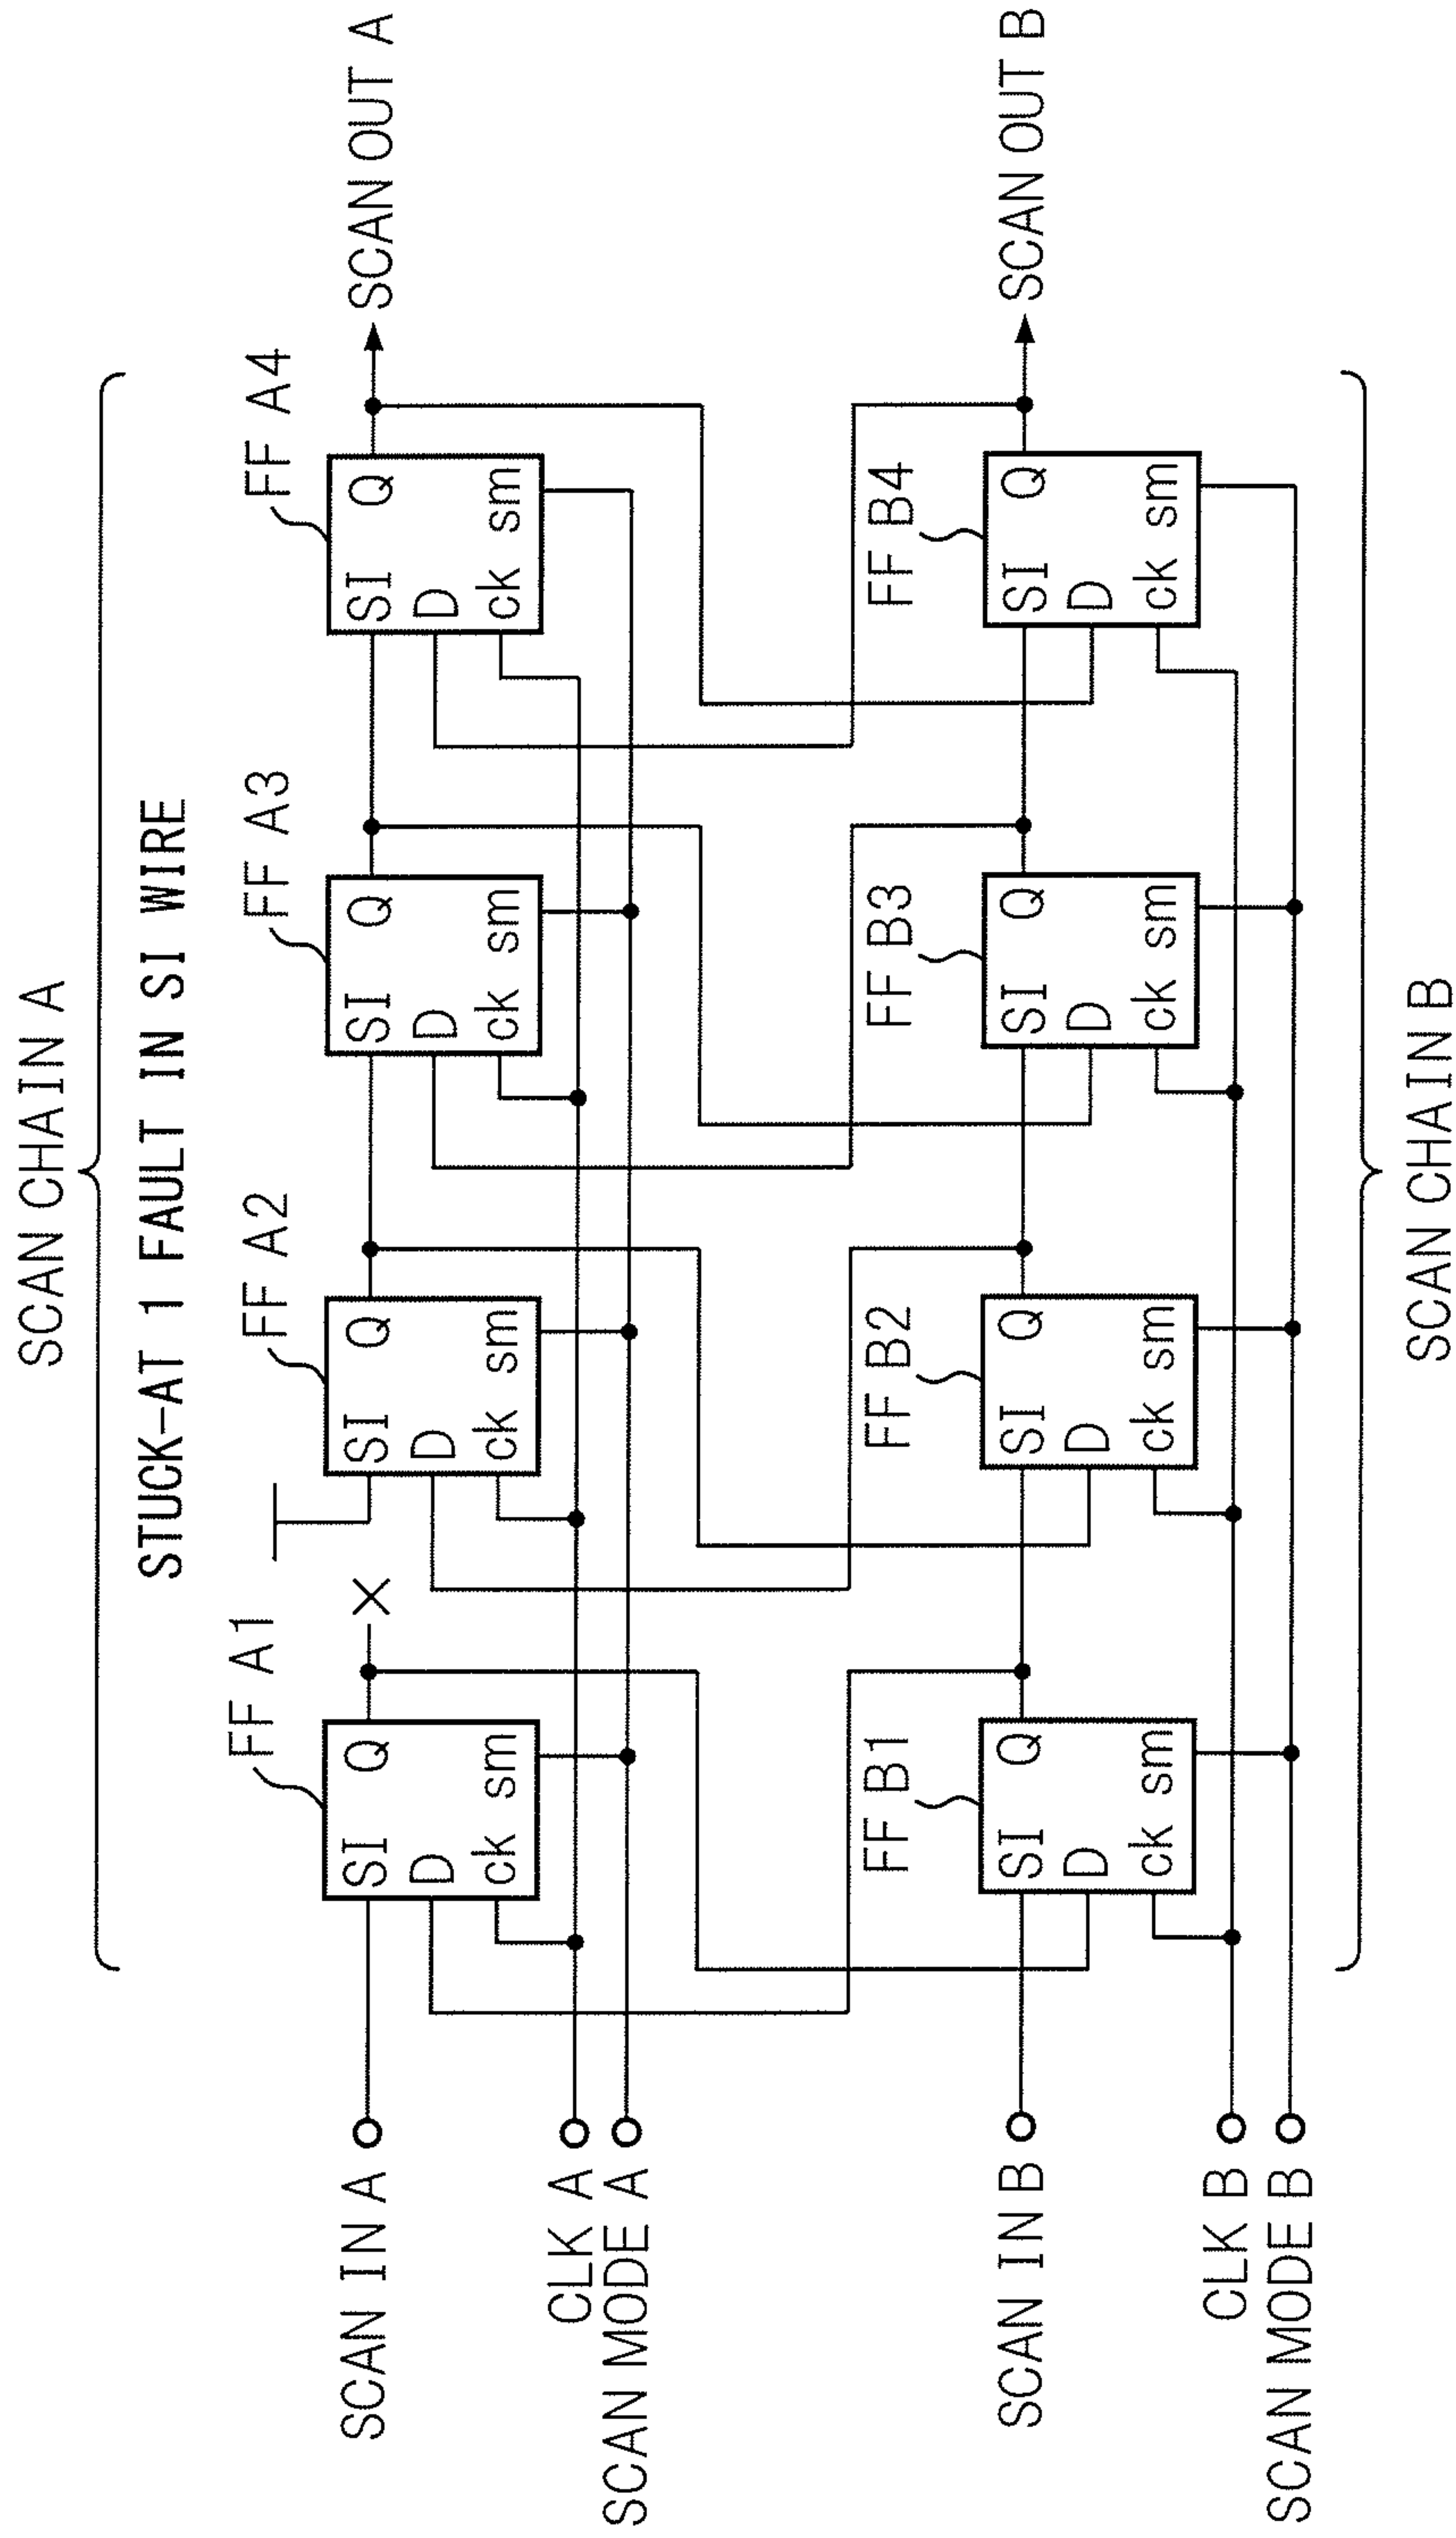 SCAN CHAIN A
STUCK-AT 1 FAULT IN SI WIRE
FF A1
FF A2
FF A3
FF A4
SI Q
D
ck sm
SI Q
D
ck sm
SI Q
D
ck sm
SI Q
D
ck sm
SCAN IN A
SCAN OUT A
CLK A
SCAN MODE A
FF B1
FF B2
FF B3
FF B4
SI Q
D
ck sm
SI Q
D
ck sm
SI Q
D
ck sm
SI Q
D
ck sm
SCAN IN B
SCAN OUT B
CLK B
SCAN MODE B
SCAN CHAIN B